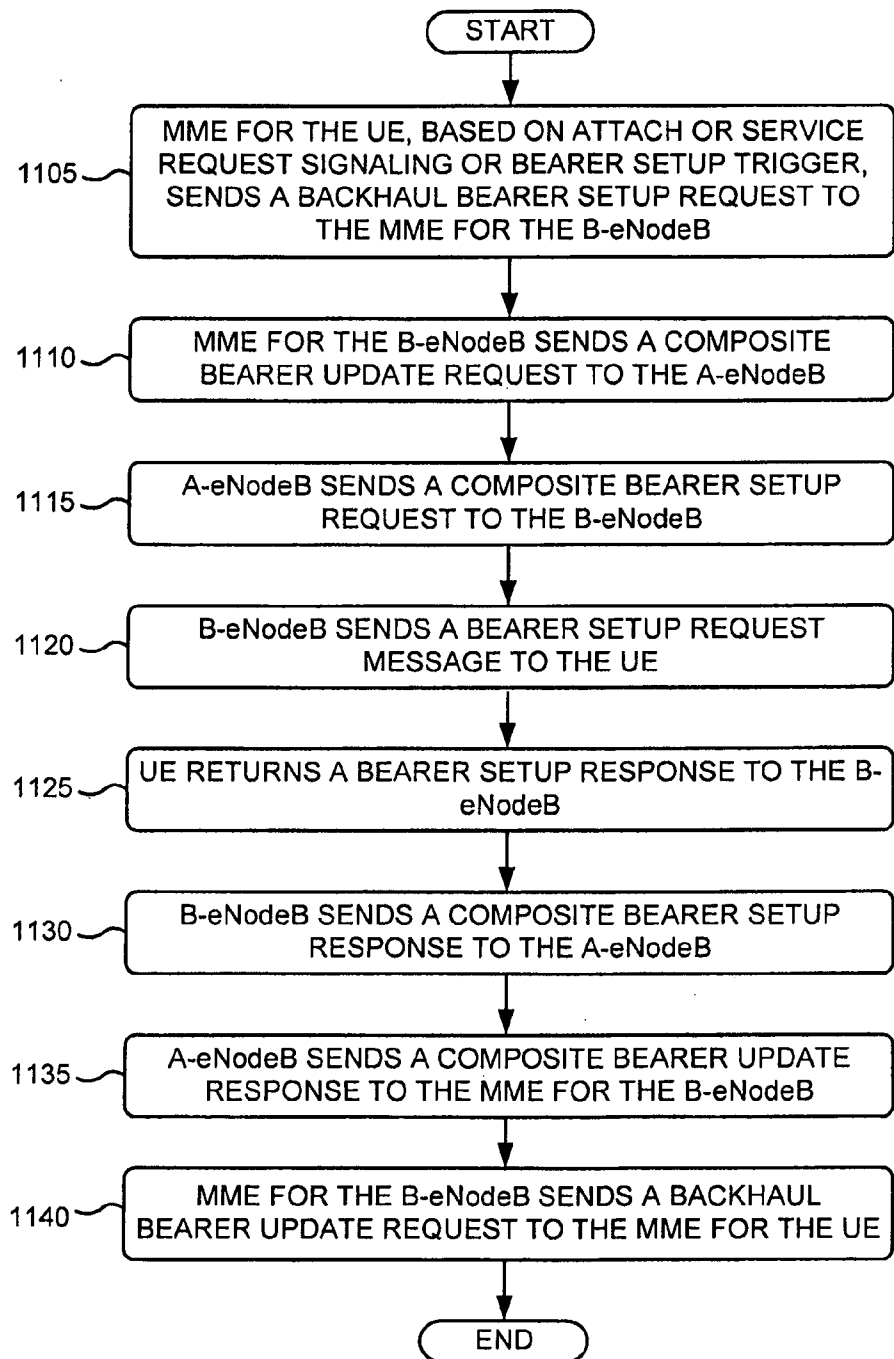 START
1105
MME FOR THE UE, BASED ON ATTACH OR SERVICE
REQUEST SIGNALING OR BEARER SETUP TRIGGER,
SENDS A BACKHAUL BEARER SETUP REQUEST TO
THE MME FOR THE B-eNodeB
1110
MME FOR THE B-eNodeB SENDS A COMPOSITE
BEARER UPDATE REQUEST TO THE A-eNodeB
1115
A-eNodeB SENDS A COMPOSITE BEARER SETUP
REQUEST TO THE B-eNodeB
1120
B-eNodeB SENDS A BEARER SETUP REQUEST
MESSAGE TO THE UE
1125
UE RETURNS A BEARER SETUP RESPONSE TO THE B-
eNodeB
1130
B-eNodeB SENDS A COMPOSITE BEARER SETUP
RESPONSE TO THE A-eNodeB
1135
A-eNodeB SENDS A COMPOSITE BEARER UPDATE
RESPONSE TO THE MME FOR THE B-eNodeB
1140
MME FOR THE B-eNodeB SENDS A BACKHAUL
BEARER UPDATE REQUEST TO THE MME FOR THE UE
END